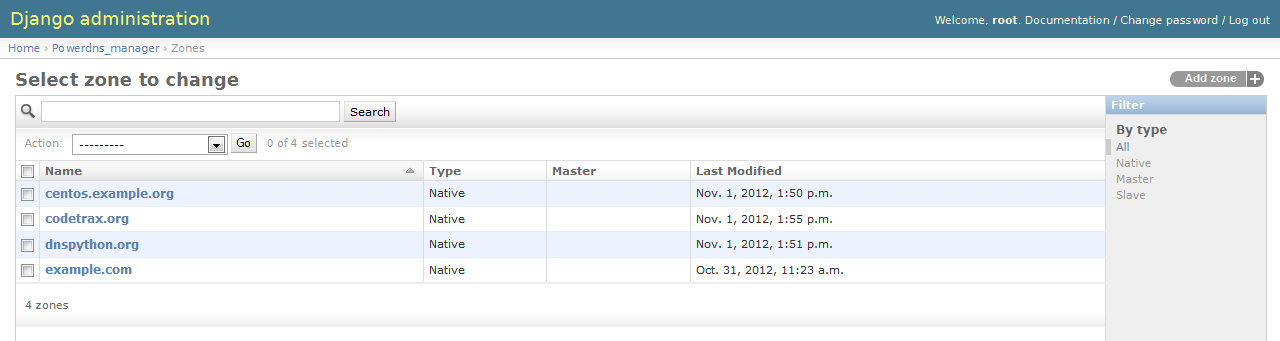 Django administration
Welcome, root. Documentation / Change password / Log out
Home › Powerdns_manager › Zones
Select zone to change
Add zone
Search
Filter
By type
All
Native
Master
Slave
Action: --------- Go 0 of 4 selected
Name Type Master Last Modified
centos.example.org Native Nov. 1, 2012, 1:50 p.m.
codetrax.org Native Nov. 1, 2012, 1:55 p.m.
dnspython.org Native Nov. 1, 2012, 1:51 p.m.
example.com Native Oct. 31, 2012, 11:23 a.m.
4 zones